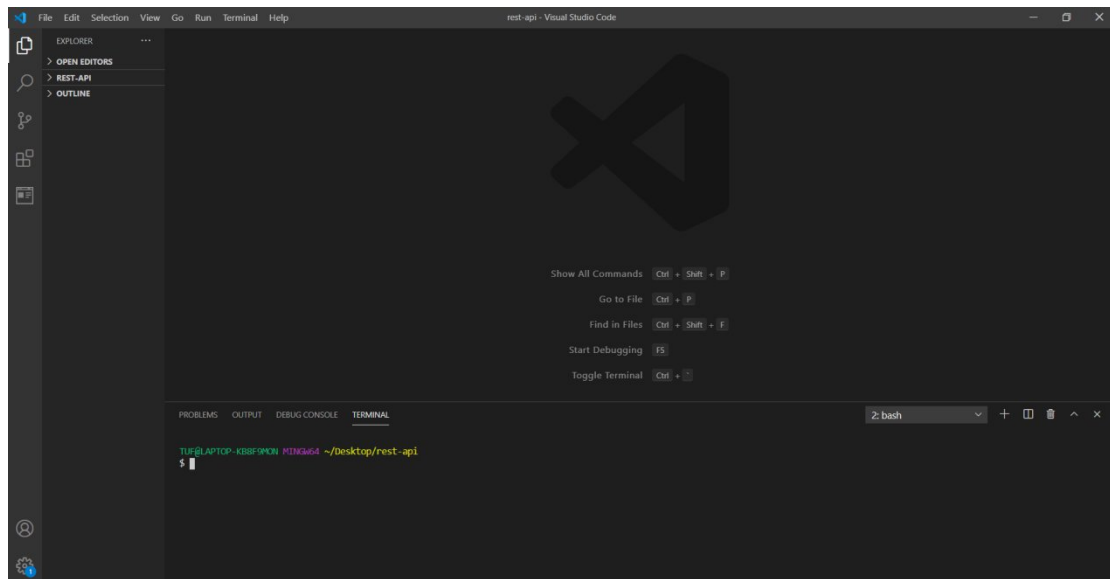 File Edit Selection View Go Run Terminal Help
rest-api - Visual Studio Code
EXPLORER ...
> OPEN EDITORS
> REST-API
> OUTLINE
Show All Commands Ctrl + Shift + P
Go to File Ctrl + P
Find in Files Ctrl + Shift + F
Start Debugging F5
Toggle Terminal Ctrl + `
PROBLEMS OUTPUT DEBUG CONSOLE TERMINAL
2: bash
TUF@LAPTOP-KB8F9MON MINGW64 ~/Desktop/rest-api
$
1